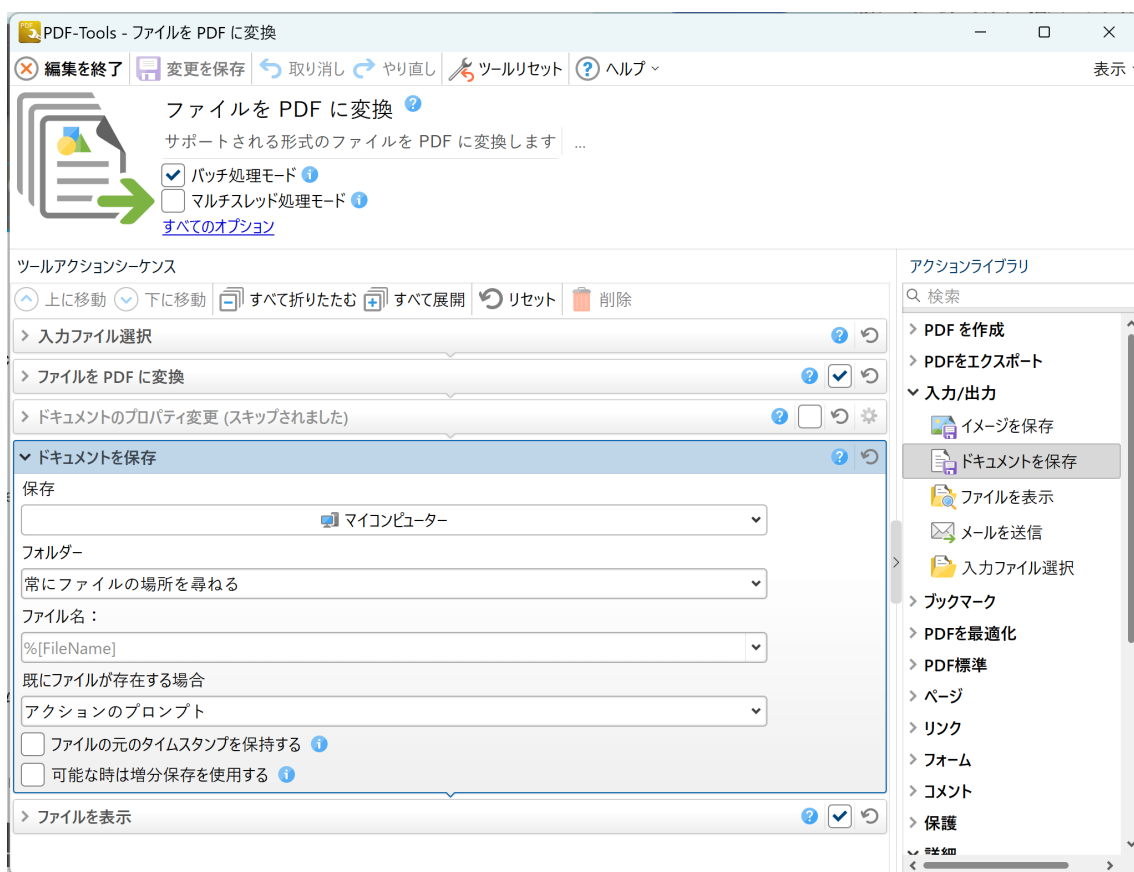 PDF-Tools - ファイルを PDF に変換
編集を終了 変更を保存 取り消し やり直し ツールリセット ヘルプ 表示
ファイルを PDF に変換
サポートされる形式のファイルを PDF に変換します ...
バッチ処理モード
マルチスレッド処理モード
すべてのオプション
ツールアクションシーケンス
上に移動 下に移動 すべて折りたたむ すべて展開 リセット 削除
入力ファイル選択
ファイルを PDF に変換
ドキュメントのプロパティ変更 (スキップされました)
ドキュメントを保存
保存
マイコンピューター
フォルダー
常にファイルの場所を尋ねる
ファイル名：
%[FileName]
既にファイルが存在する場合
アクションのプロンプト
ファイルの元のタイムスタンプを保持する
可能な時は増分保存を使用する
ファイルを表示
アクションライブラリ
検索
PDF を作成
PDFをエクスポート
入力/出力
イメージを保存
ドキュメントを保存
ファイルを表示
メールを送信
入力ファイル選択
ブックマーク
PDFを最適化
PDF標準
ページ
リンク
フォーム
コメント
保護
詳細